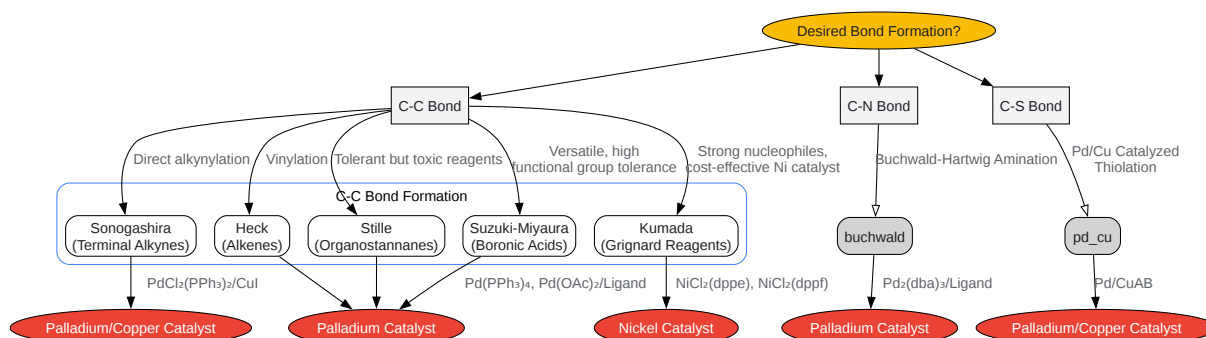 Desired Bond Formation?
C-C Bond
C-N Bond
C-S Bond
Direct alkynylation
Vinylation
Tolerant but toxic reagents
Versatile, high
functional group tolerance
Strong nucleophiles,
cost-effective Ni catalyst
Buchwald-Hartwig Amination
Pd/Cu Catalyzed
Thiolation
C-C Bond Formation
Sonogashira
(Terminal Alkynes)
Heck
(Alkenes)
Stille
(Organostannanes)
Suzuki-Miyaura
(Boronic Acids)
Kumada
(Grignard Reagents)
buchwald
pd_cu
PdCl₂(PPh₃)₂/CuI
Pd(PPh₃)₄, Pd(OAc)₂/Ligand
NiCl₂(dppe), NiCl₂(dppf)
Pd₂(dba)₃/Ligand
Pd/CuAB
Palladium/Copper Catalyst
Palladium Catalyst
Nickel Catalyst
Palladium Catalyst
Palladium/Copper Catalyst